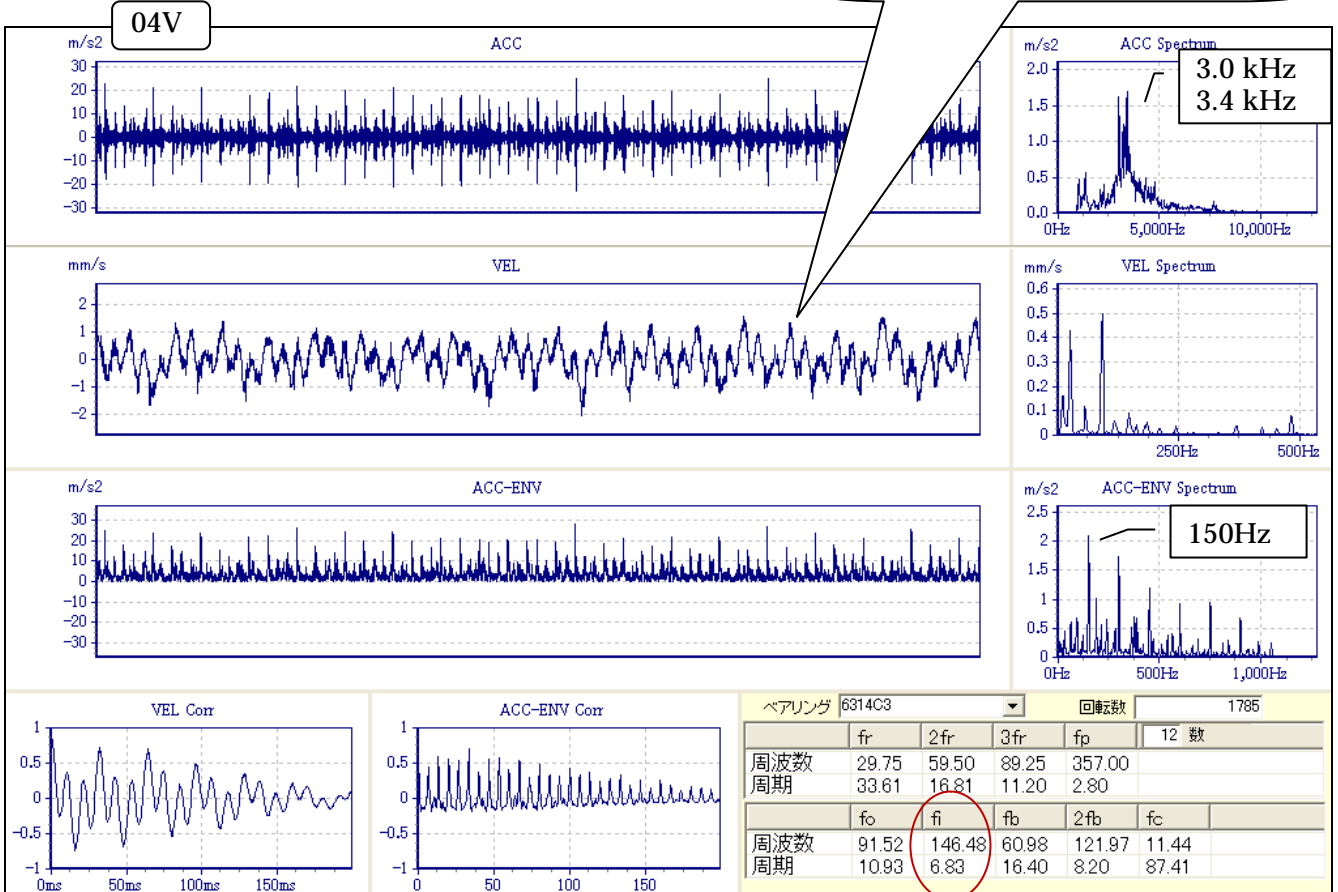 04V
m/s2 ACC
30
20
10
0
-10
-20
-30
m/s2 ACC Spectrum
3.0 kHz
3.4 kHz
2.0
1.5
1.0
0.5
0.0
0Hz 5,000Hz 10,000Hz
mm/s VEL
2
1
0
-1
-2
mm/s VEL Spectrum
0.6
0.5
0.4
0.3
0.2
0.1
0
250Hz 500Hz
m/s2 ACC-ENV
30
20
10
0
-10
-20
-30
m/s2 ACC-ENV Spectrum
150Hz
2.5
2
1.5
1
0.5
0
0Hz 500Hz 1,000Hz
VEL Corr
1
0.5
0
-0.5
-1
0ms 50ms 100ms 150ms
ACC-ENV Corr
1
0.5
0
-0.5
-1
0 50 100 150
ベアリング 6314C3 回転数 1785
fr 2fr 3fr fp 12 数
周波数 29.75 59.50 89.25 357.00
周期 33.61 16.81 11.20 2.80
fo fi fb 2fb fc
周波数 91.52 146.48 60.98 121.97 11.44
周期 10.93 6.83 16.40 8.20 87.41